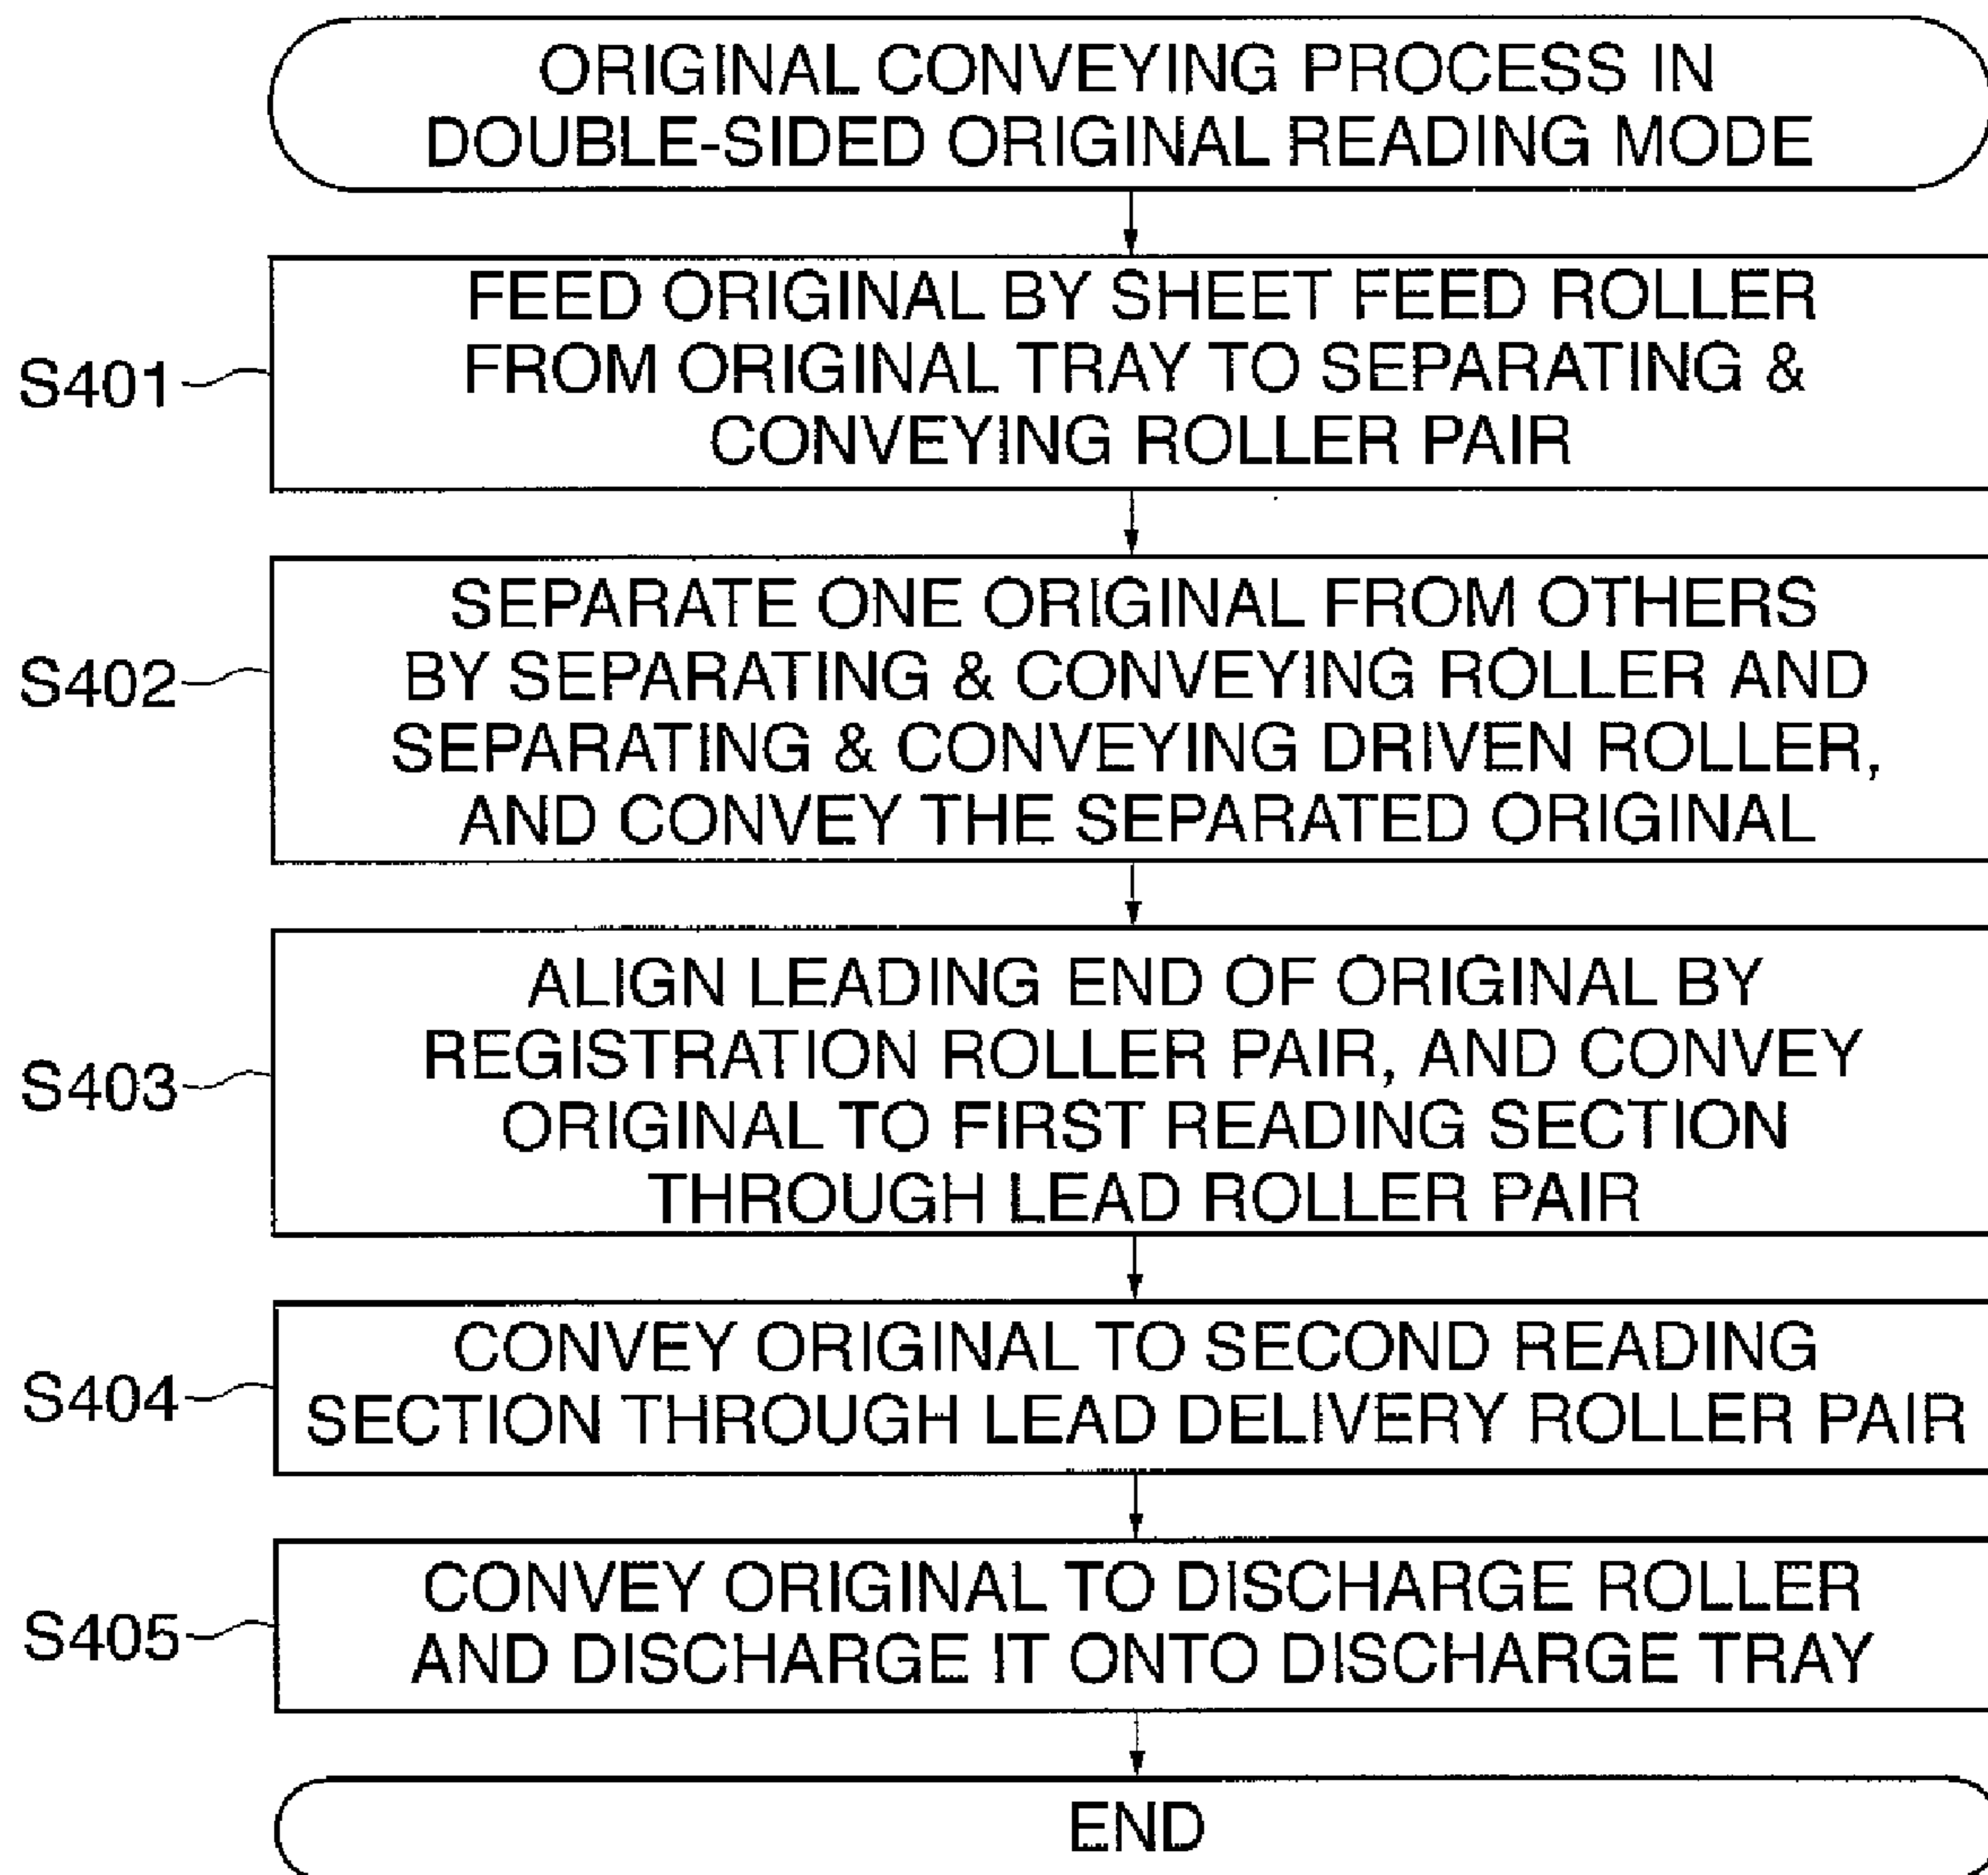 ORIGINAL CONVEYING PROCESS IN
DOUBLE-SIDED ORIGINAL READING MODE
S401
FEED ORIGINAL BY SHEET FEED ROLLER
FROM ORIGINAL TRAY TO SEPARATING &
CONVEYING ROLLER PAIR
S402
SEPARATE ONE ORIGINAL FROM OTHERS
BY SEPARATING & CONVEYING ROLLER AND
SEPARATING & CONVEYING DRIVEN ROLLER,
AND CONVEY THE SEPARATED ORIGINAL
S403
ALIGN LEADING END OF ORIGINAL BY
REGISTRATION ROLLER PAIR, AND CONVEY
ORIGINAL TO FIRST READING SECTION
THROUGH LEAD ROLLER PAIR
S404
CONVEY ORIGINAL TO SECOND READING
SECTION THROUGH LEAD DELIVERY ROLLER PAIR
S405
CONVEY ORIGINAL TO DISCHARGE ROLLER
AND DISCHARGE IT ONTO DISCHARGE TRAY
END